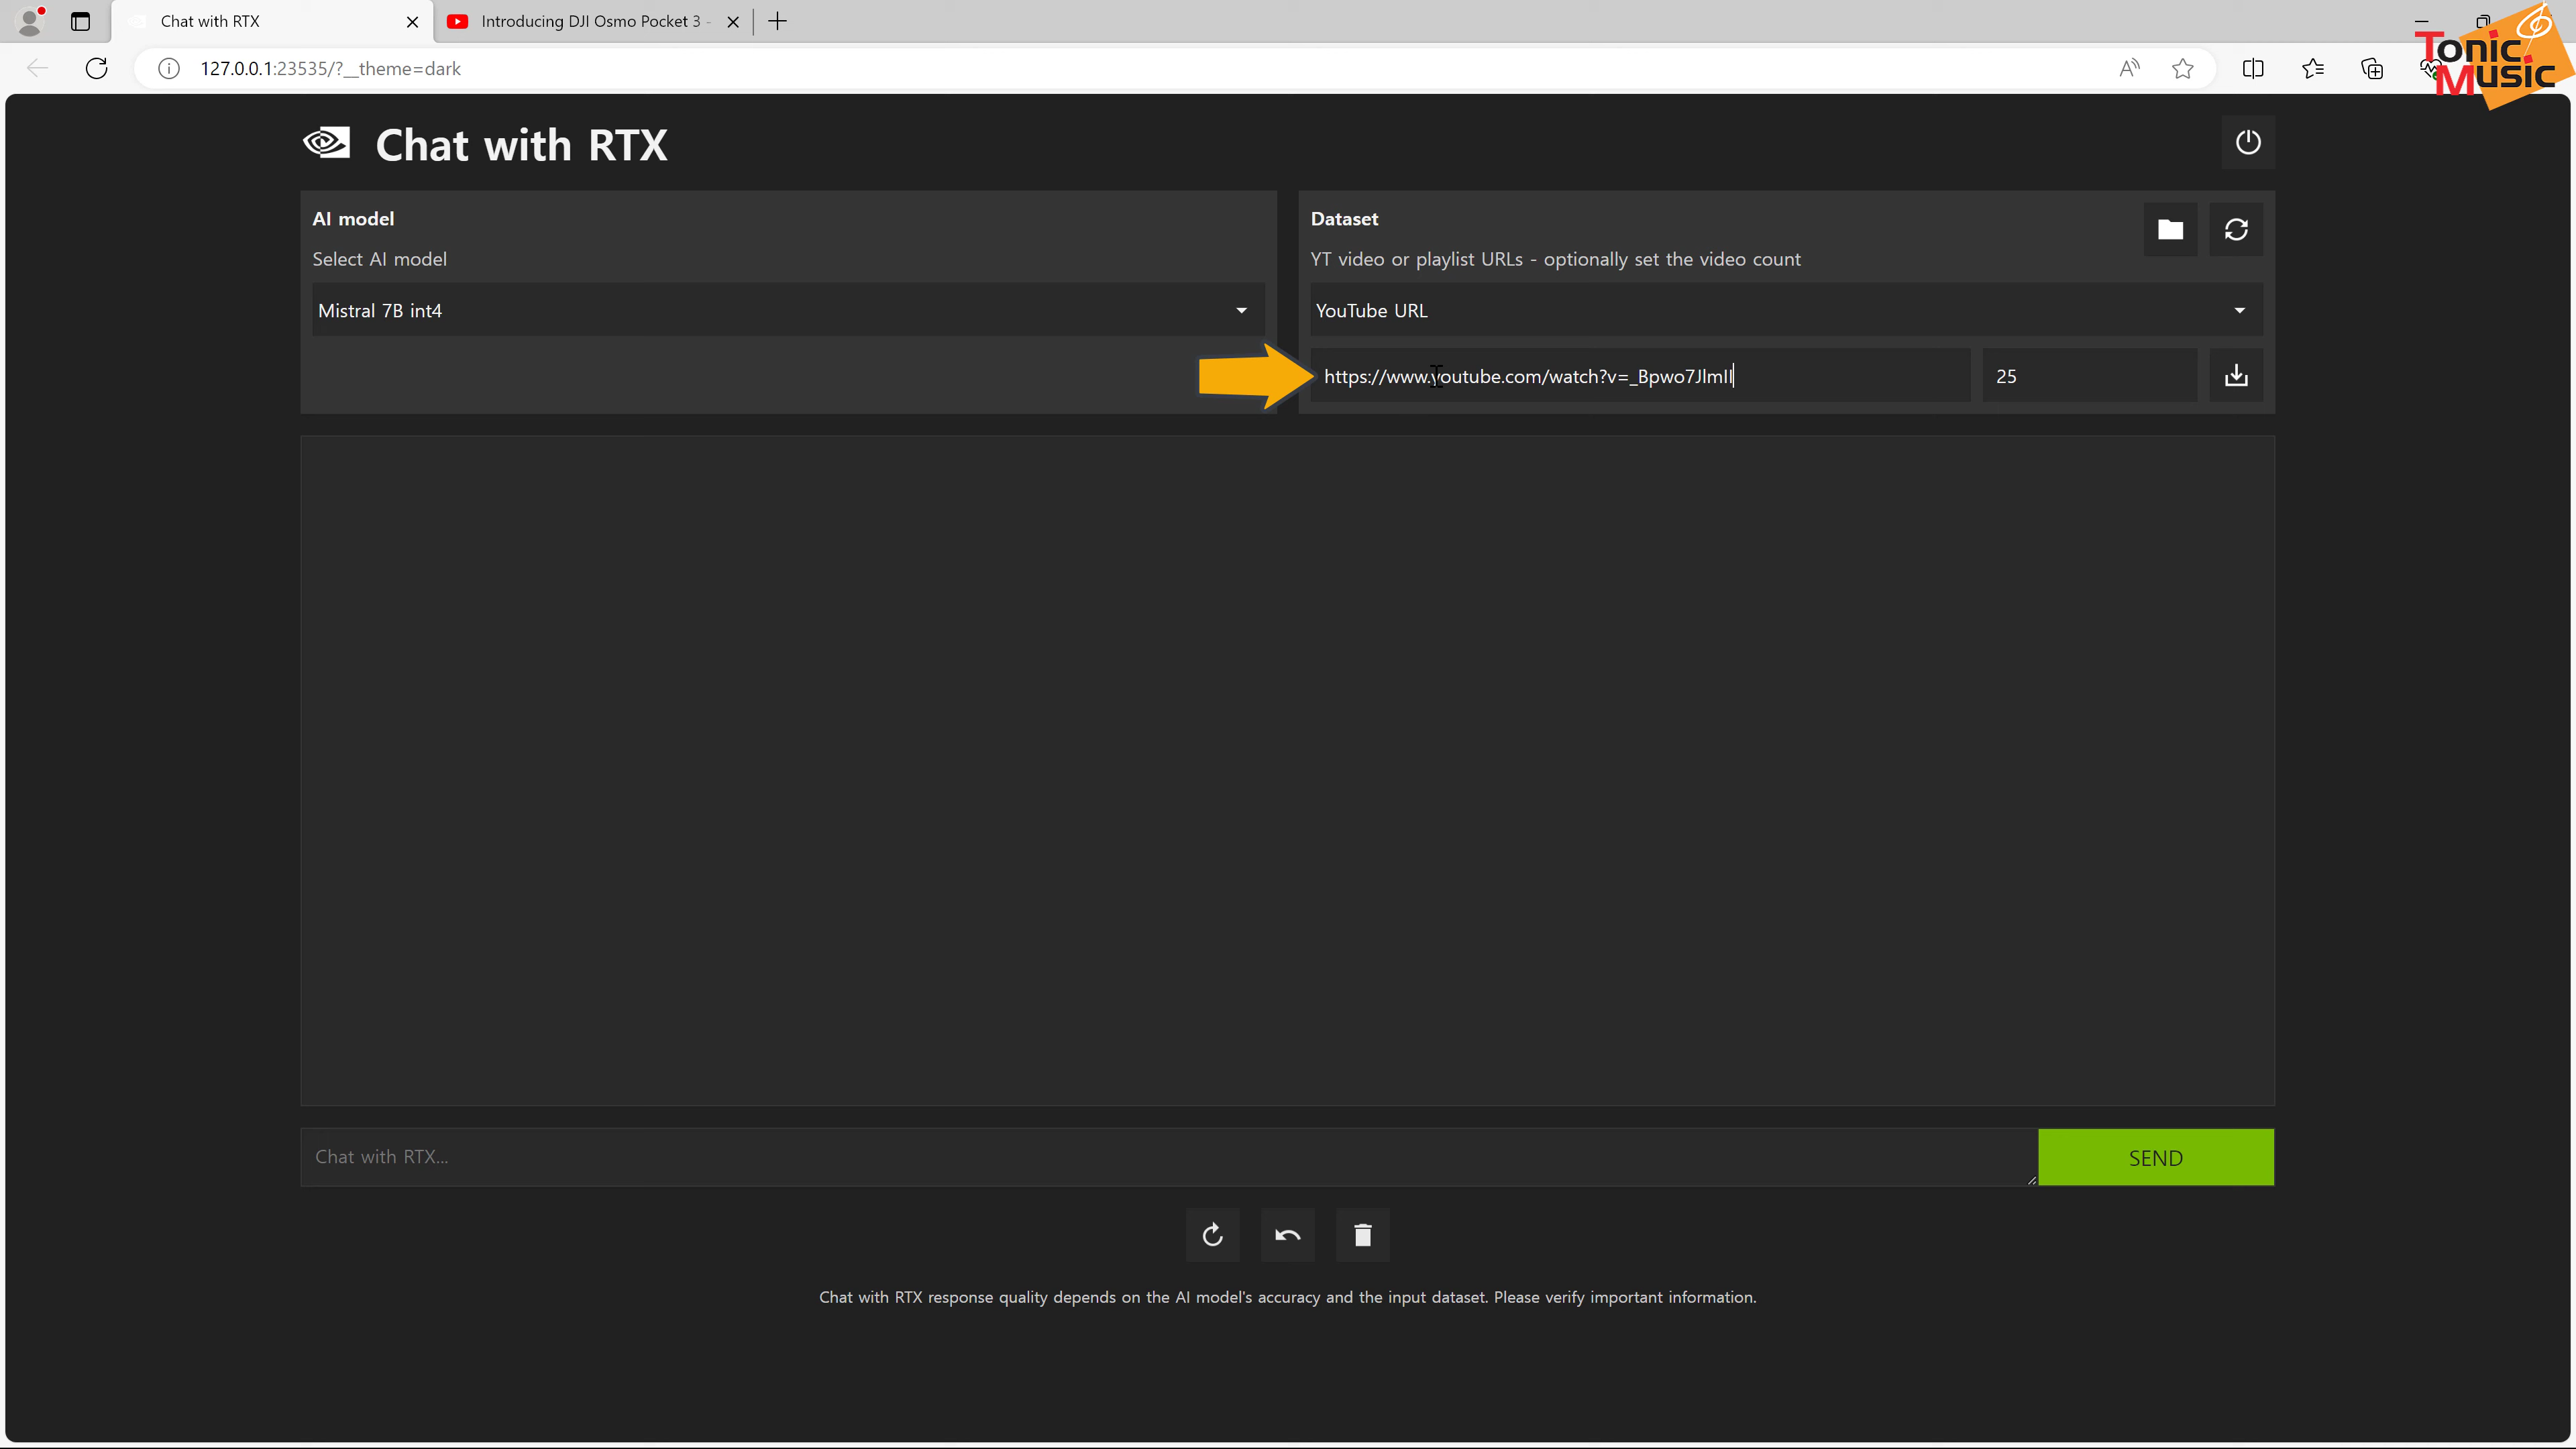 Chat with RTX
Introducing DJI Osmo Pocket 3 -
127.0.0.1:23535/?__theme=dark
Tonic
Music
Chat with RTX
AI model
Select AI model
Mistral 7B int4
Dataset
YT video or playlist URLs - optionally set the video count
YouTube URL
https://www.youtube.com/watch?v=_Bpwo7JlmII
25
Chat with RTX...
SEND
Chat with RTX response quality depends on the AI model's accuracy and the input dataset. Please verify important information.